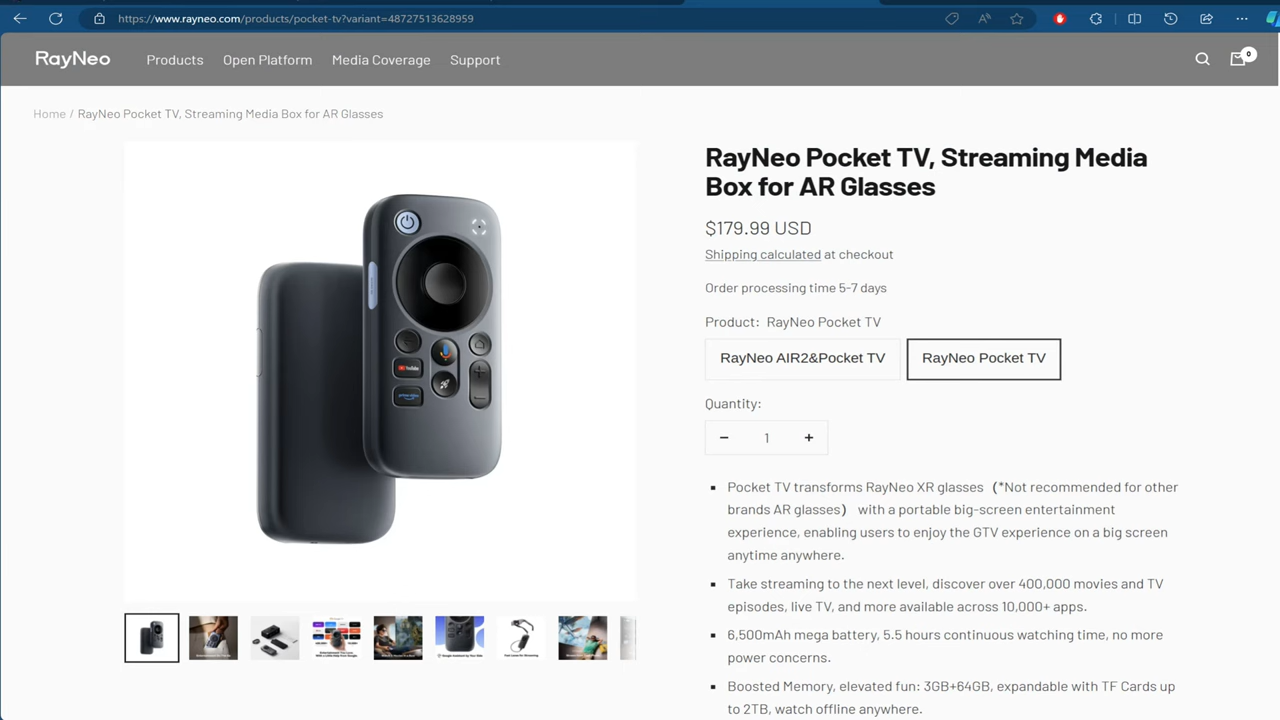 https://www.rayneo.com/products/pocket-tv?variant=48727513628959
RayNeo
Products
Open Platform
Media Coverage
Support
0
Home / RayNeo Pocket TV, Streaming Media Box for AR Glasses
YouTube
prime video
RayNeo Pocket TV, Streaming Media
Box for AR Glasses
$179.99 USD
Shipping calculated at checkout
Order processing time 5-7 days
Product: RayNeo Pocket TV
RayNeo AIR2&Pocket TV
RayNeo Pocket TV
Quantity:
− 1 +
Pocket TV transforms RayNeo XR glasses （*Not recommended for other
brands AR glasses） with a portable big-screen entertainment
experience, enabling users to enjoy the GTV experience on a big screen
anytime anywhere.
Take streaming to the next level, discover over 400,000 movies and TV
episodes, live TV, and more available across 10,000+ apps.
6,500mAh mega battery, 5.5 hours continuous watching time, no more
power concerns.
Boosted Memory, elevated fun: 3GB+64GB, expandable with TF Cards up
to 2TB, watch offline anywhere.